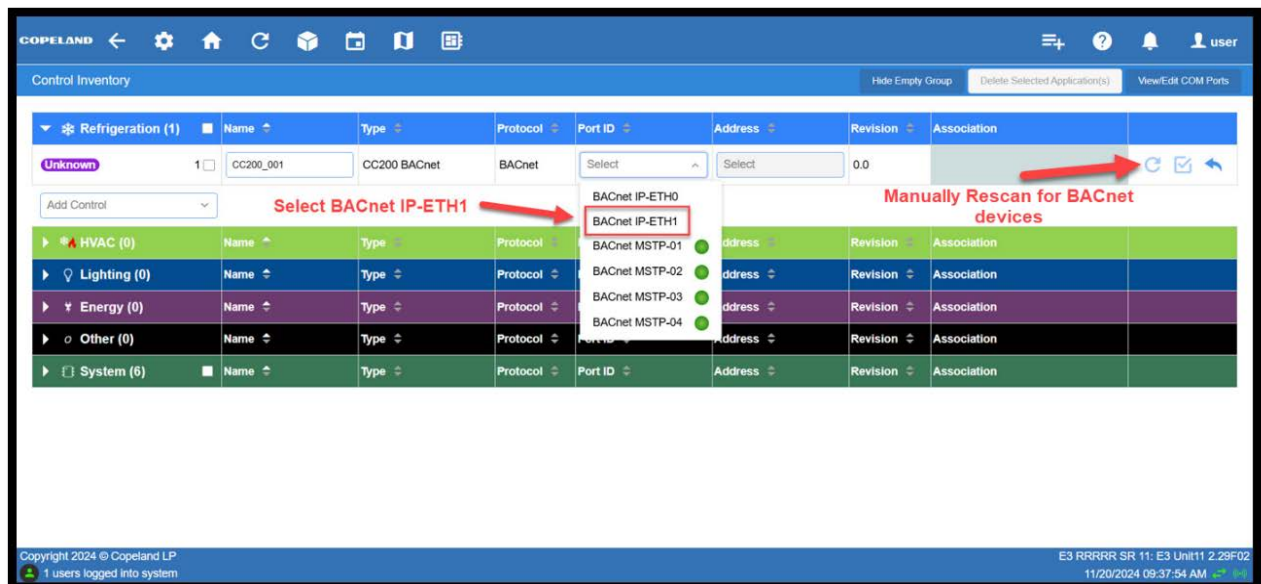 COPELAND user
Control Inventory Hide Empty Group Delete Selected Application(s) View/Edit COM Ports
Refrigeration (1) Name Type Protocol Port ID Address Revision Association
Unknown 1 CC200_001 CC200 BACnet BACnet Select Select 0.0
Add Control
Select BACnet IP-ETH1
BACnet IP-ETH0
BACnet IP-ETH1
BACnet MSTP-01
BACnet MSTP-02
BACnet MSTP-03
BACnet MSTP-04
Manually Rescan for BACnet
devices
HVAC (0) Name Type Protocol Address Revision Association
Lighting (0) Name Type Protocol ddress Revision Association
Energy (0) Name Type Protocol ddress Revision Association
Other (0) Name Type Protocol Address Revision Association
System (6) Name Type Protocol Port ID Address Revision Association
Copyright 2024 © Copeland LP
1 users logged into system
E3 RRRRR SR 11: E3 Unit11 2.29F02
11/20/2024 09:37:54 AM